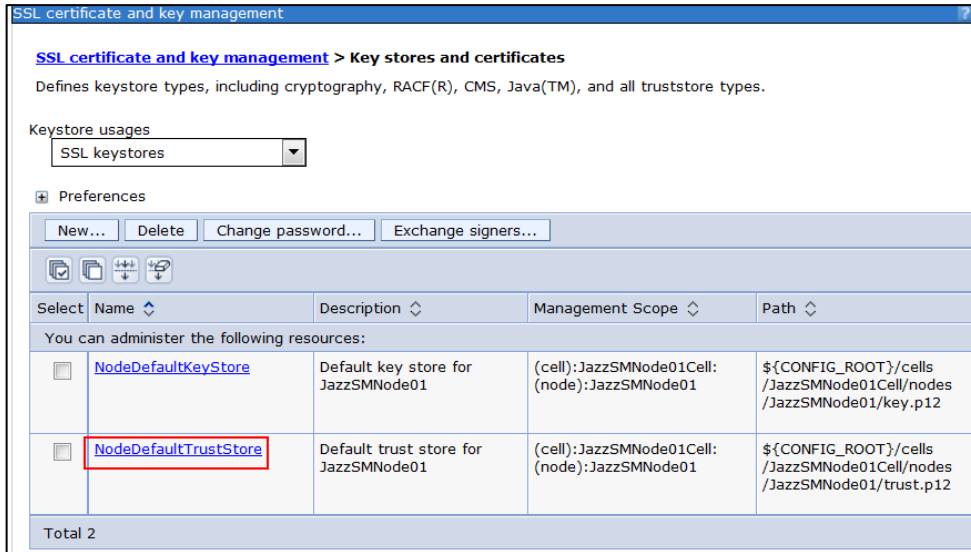 SSL certificate and key management ?
SSL certificate and key management > Key stores and certificates
Defines keystore types, including cryptography, RACF(R), CMS, Java(TM), and all truststore types.
Keystore usages
SSL keystores
Preferences
New... Delete Change password... Exchange signers...
Select Name Description Management Scope Path
You can administer the following resources:
NodeDefaultKeyStore Default key store for (cell):JazzSMNode01Cell: ${CONFIG_ROOT}/cells
JazzSMNode01 (node):JazzSMNode01 /JazzSMNode01Cell/nodes
/JazzSMNode01/key.p12
NodeDefaultTrustStore Default trust store for (cell):JazzSMNode01Cell: ${CONFIG_ROOT}/cells
JazzSMNode01 (node):JazzSMNode01 /JazzSMNode01Cell/nodes
/JazzSMNode01/trust.p12
Total 2